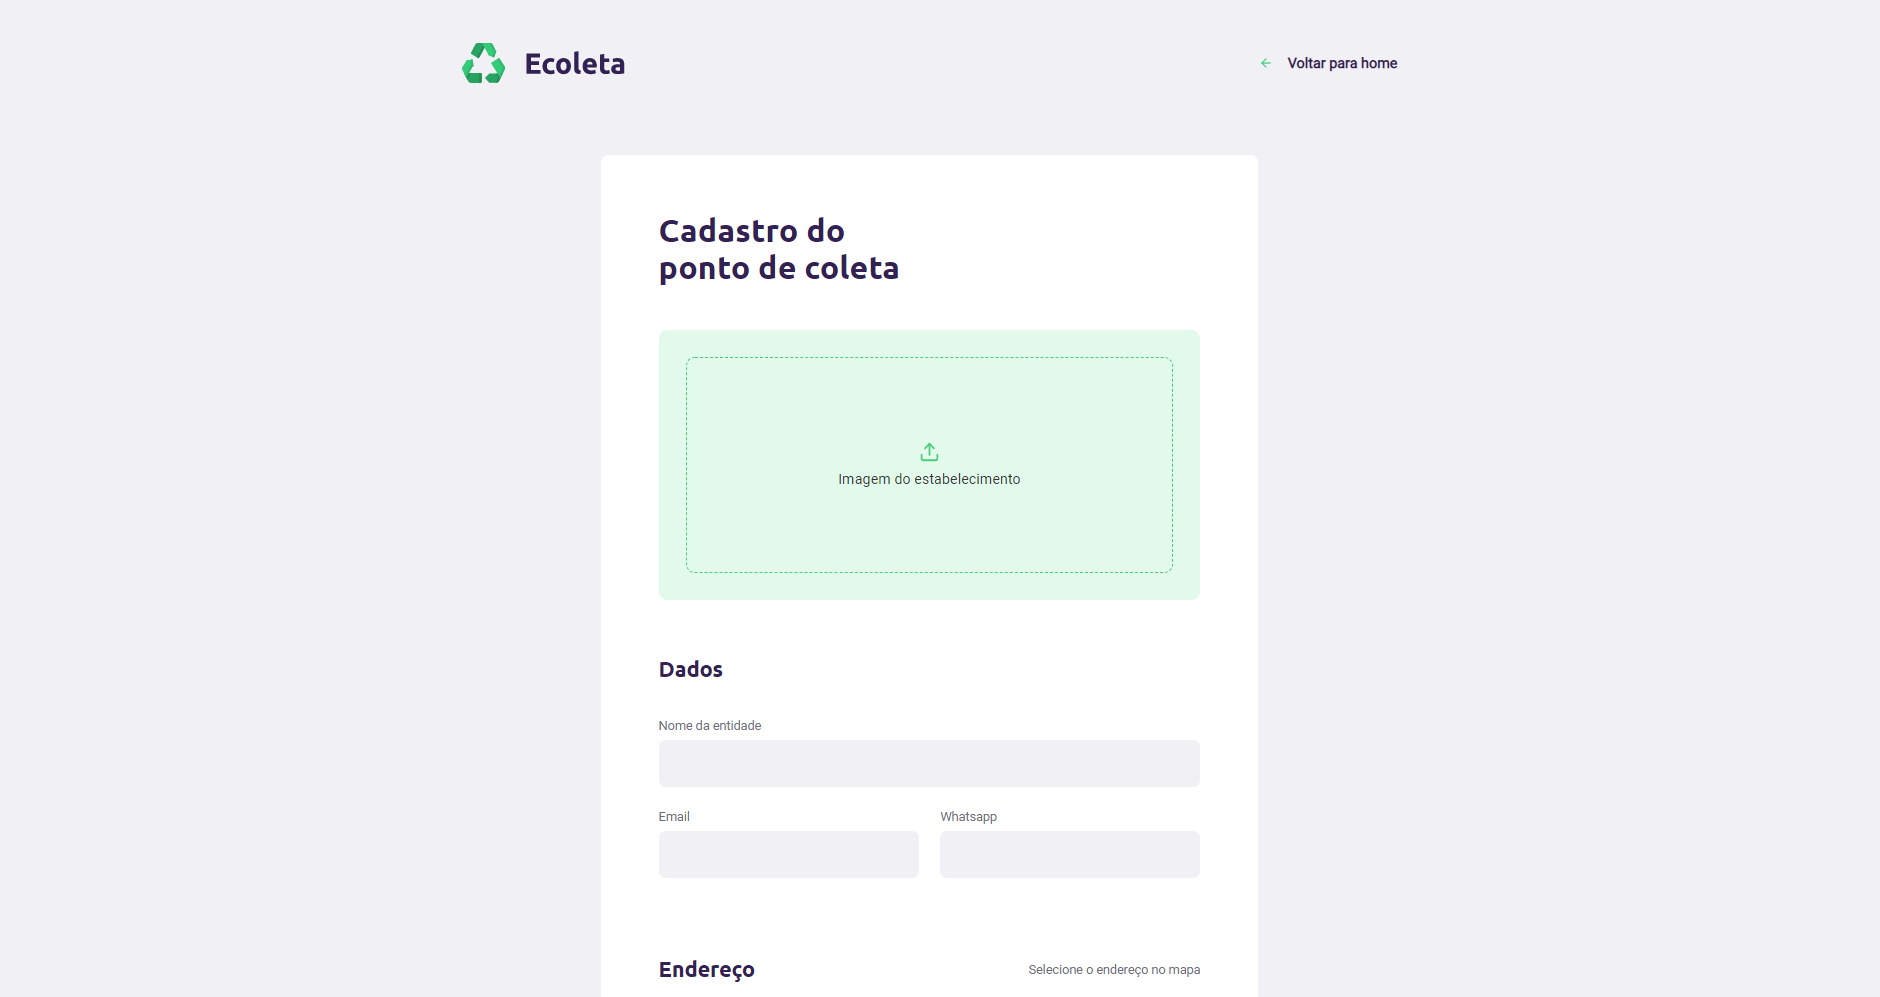 Ecoleta
Voltar para home
Cadastro do
ponto de coleta
Imagem do estabelecimento
Dados
Nome da entidade
Email
Whatsapp
Endereço
Selecione o endereço no mapa